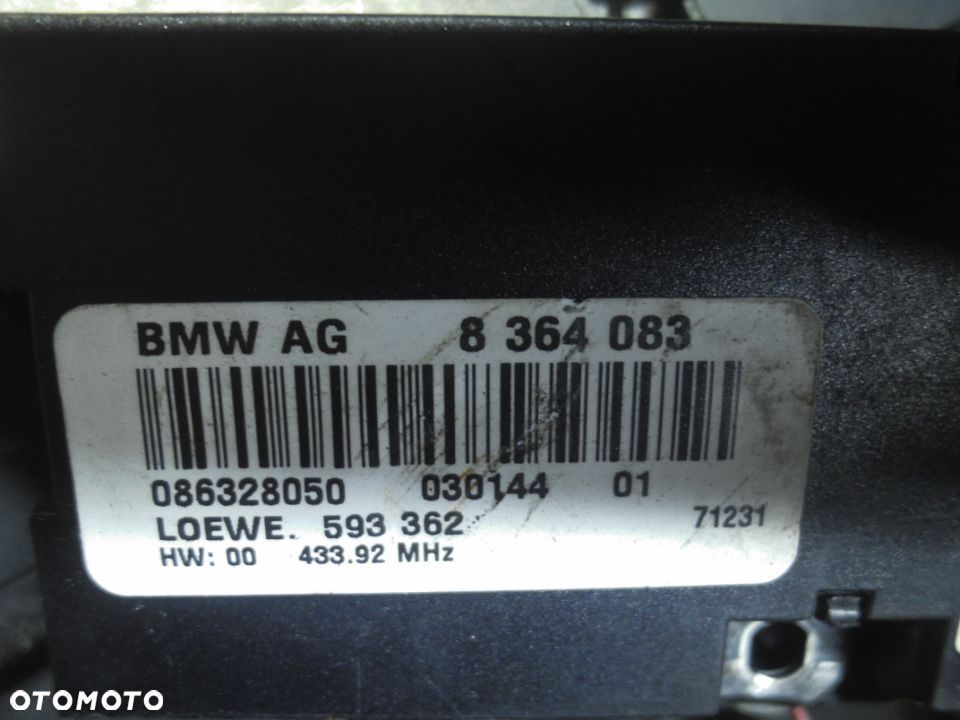 BMW AG 8 364 083
086328050 030144 01
LOEWE. 593 362 71231
HW: 00 433.92 MHz
OTOMOTO